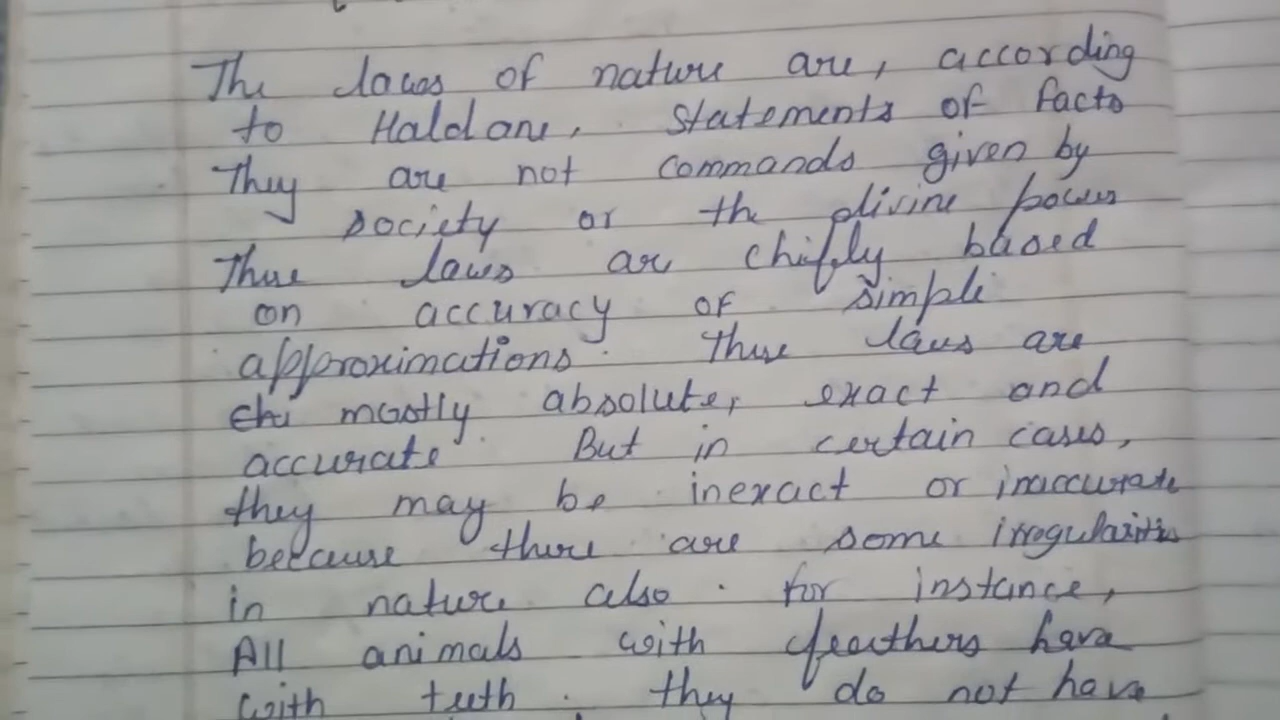 The laws of nature are, according
to Haldane, statements of facts
They are not commands given by
society or the divine power
These laws are chiefly based
on accuracy of simple
approximations. These laws are
mostly absolute, exact and
accurate. But in certain cases,
they may be inexact or inaccurate
because there are some irregularities
in nature also. for instance,
All animals with feathers have
with teeth. they do not have